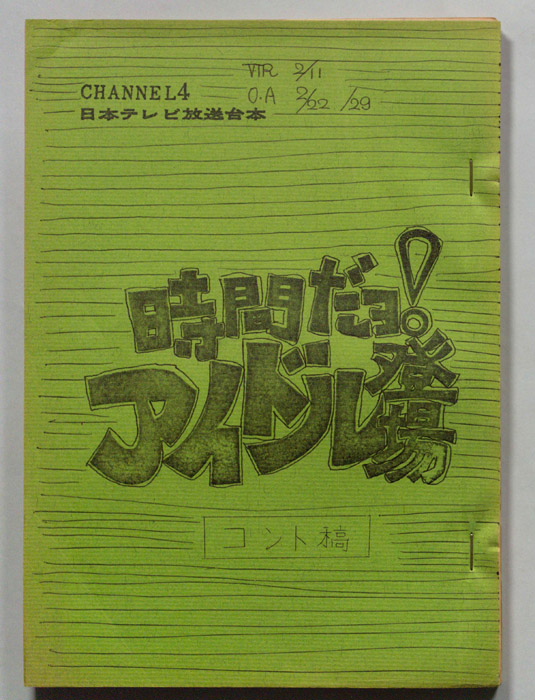 VTR 2/11
CHANNEL4
O.A 2/22 /29
日本テレビ放送台本
時間だョ!
アイドル登場
コント稿